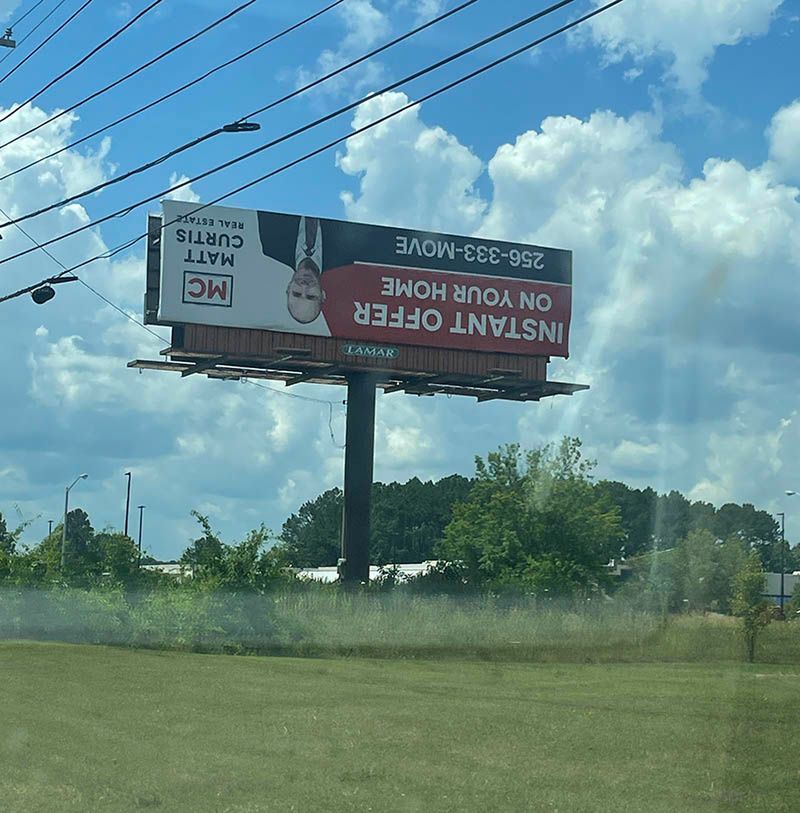 INSTANT OFFER
ON YOUR HOME
256-333-MOVE
MC
MATT
CURTIS
REAL ESTATE
LAMAR